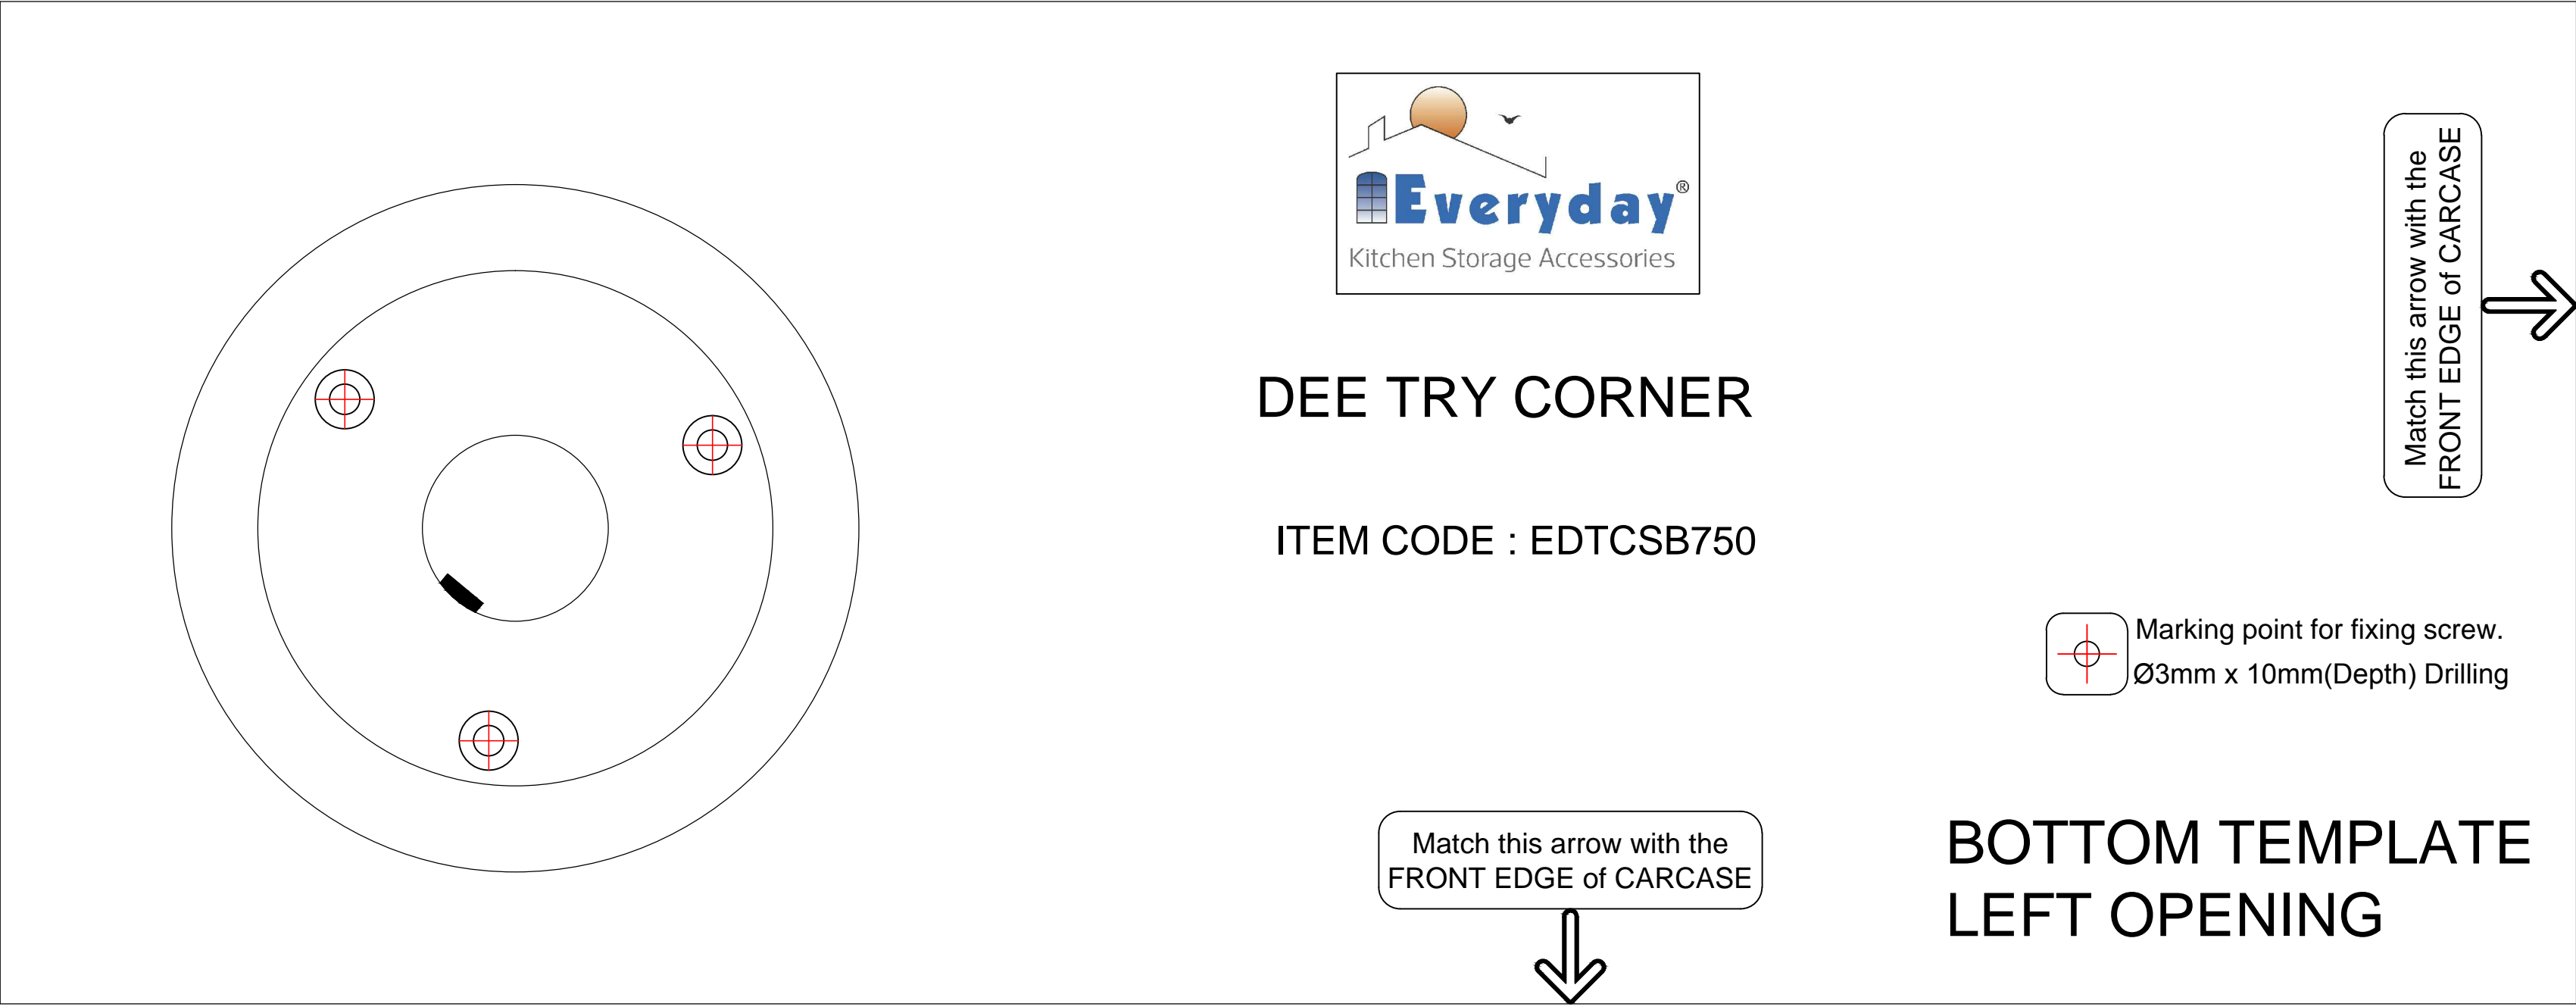 Everyday®
Kitchen Storage Accessories
DEE TRY CORNER
ITEM CODE : EDTCSB750
Match this arrow with the
FRONT EDGE of CARCASE
Marking point for fixing screw.
Ø3mm x 10mm(Depth) Drilling
Match this arrow with the
FRONT EDGE of CARCASE
BOTTOM TEMPLATE
LEFT OPENING